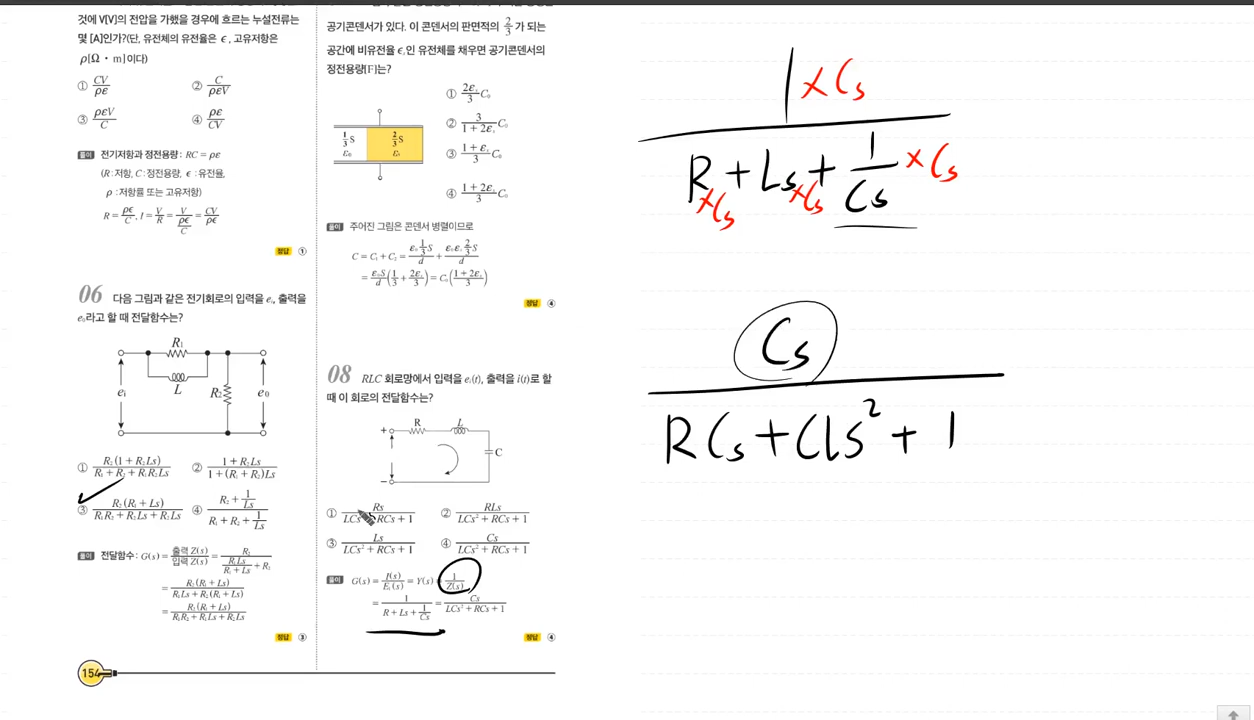 것에 V[V]의 전압을 가했을 경우에 흐르는 누설전류는
몇 [A]인가?(단, 유전체의 유전율은 ϵ, 고유저항은
ρ[Ω · m]이다)
① CV/ρε ② C/ρεV
③ ρεV/C ④ ρε/CV
풀이 전기저항과 정전용량 : RC = ρε
(R : 저항, C : 정전용량, ϵ : 유전율,
ρ : 저항률 또는 고유저항)
R = ρϵ/C, I = V/R = V/(ρϵ/C) = CV/ρϵ
정답 ①
06 다음 그림과 같은 전기회로의 입력을 eᵢ, 출력을
e₀라고 할 때 전달함수는?
R₁
L
R₂
eᵢ
e₀
① R₂(1+R₂Ls)/(R₁+R₂+R₁R₂Ls) ② (1+R₂Ls)/(1+(R₁+R₂)Ls)
③ R₂(R₁+Ls)/(R₁R₂+R₁Ls+R₂Ls) ④ (R₂+1/Ls)/(R₁+R₂+1/Ls)
풀이 전달함수 : G(s) = 출력 Z(s)/입력 Z(s) = R₂/(R₁Ls/(R₁+Ls)+R₂)
= R₂(R₁+Ls)/(R₁Ls+R₂(R₁+Ls))
= R₂(R₁+Ls)/(R₁R₂+R₁Ls+R₂Ls)
정답 ③
154
공기콘덴서가 있다. 이 콘덴서의 판면적의 2/3가 되는
공간에 비유전율 εₛ인 유전체를 채우면 공기콘덴서의
정전용량[F]는?
① 2εₛ/3 C₀
② 3/(1+2εₛ) C₀
③ (1+εₛ)/3 C₀
④ (1+2εₛ)/3 C₀
1/3 S
ε₀
2/3 S
εₛ
풀이 주어진 그림은 콘덴서 병렬이므로
C = C₁ + C₂ = (ε₀ 1/3 S)/d + (ε₀εₛ 2/3 S)/d
= ε₀S/d (1/3 + 2εₛ/3) = C₀((1+2εₛ)/3)
정답 ④
08 RLC 회로망에서 입력을 eᵢ(t), 출력을 i(t)로 할
때 이 회로의 전달함수는?
+
R
L
C
−
① Rs/(LCs²+RCs+1) ② RLs/(LCs²+RCs+1)
③ Ls/(LCs²+RCs+1) ④ Cs/(LCs²+RCs+1)
풀이 G(s) = I(s)/Eᵢ(s) = Y(s) = 1/Z(s)
= 1/(R+Ls+1/Cs) = Cs/(LCs²+RCs+1)
정답 ④
1 ×Cs
R + Ls + 1/Cs ×Cs
×Cs ×Cs
Cs
RCs + CLS² + 1